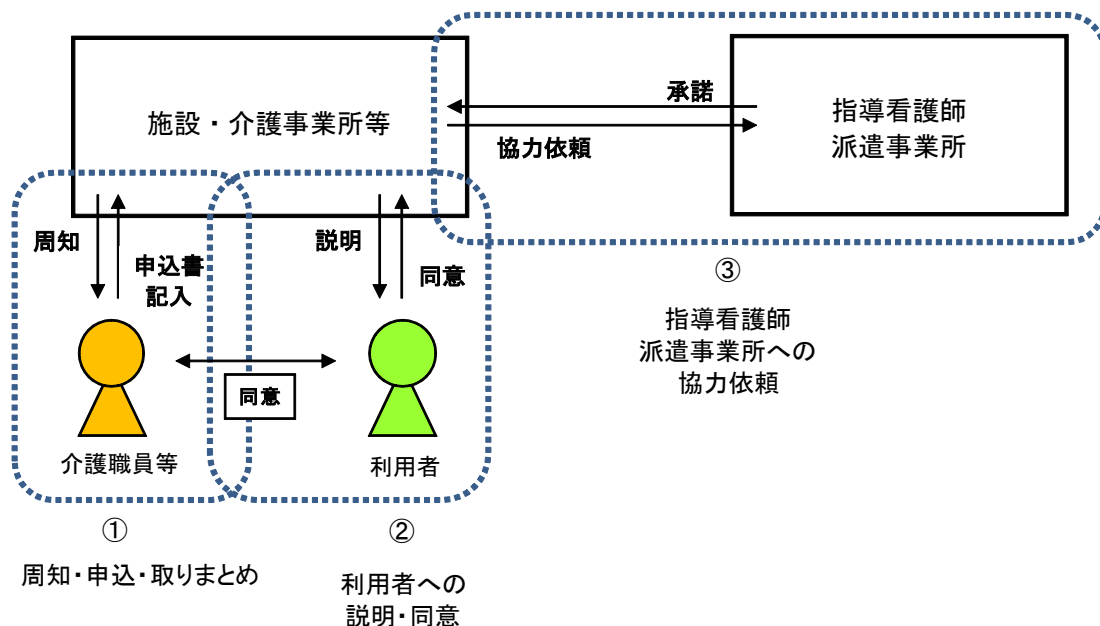 施設・介護事業所等
承諾
協力依頼
指導看護師
派遣事業所
周知
申込書
記入
説明
同意
同意
介護職員等
利用者
①
周知・申込・取りまとめ
②
利用者への
説明・同意
③
指導看護師
派遣事業所への
協力依頼